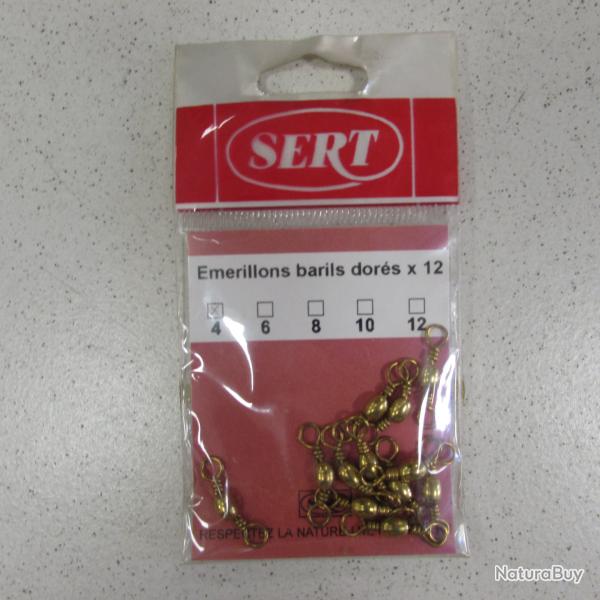 SERT
Emerillons barils dorés x 12
4 6 8 10 12
RESPECTEZ LA NATURE
NaturaBuy